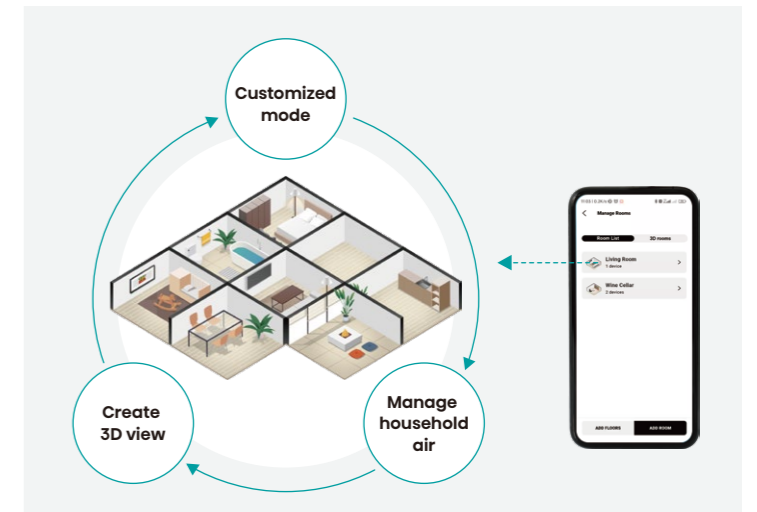 Customized
mode
Manage Rooms
Room List
3D rooms
Living Room
1 device
Wine Cellar
2 devices
Create
3D view
Manage
household
air
ADD FLOORS
ADD ROOM